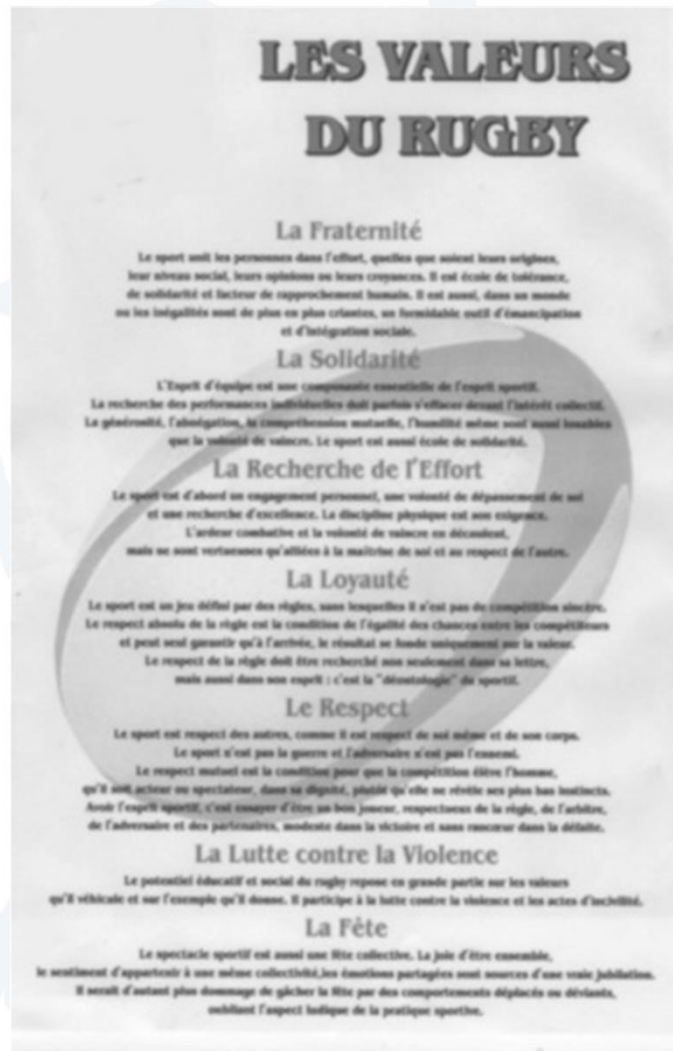 LES VALEURS
DU RUGBY
La Fraternité
Le sport unit les personnes dans l'effort, quelles que soient leurs origines,
leur niveau social, leurs opinions ou leurs croyances. Il est école de tolérance,
de solidarité et facteur de rapprochement humain. Il est aussi, dans un monde
ou les inégalités sont de plus en plus criantes, un formidable outil d'émancipation
et d'intégration sociale.
La Solidarité
L'Esprit d'équipe est une composante essentielle de l'esprit sportif.
La recherche des performances individuelles doit parfois s'effacer devant l'intérêt collectif.
La générosité, l'abnégation, la compréhension mutuelle, l'humilité même sont aussi louables
que la volonté de vaincre. Le sport est aussi école de solidarité.
La Recherche de l'Effort
Le sport est d'abord un engagement personnel, une volonté de dépassement de soi
et une recherche d'excellence. La discipline physique est son exigence.
L'ardeur combative et la volonté de vaincre en découlent,
mais ne sont vertueuses qu'alliées à la maîtrise de soi et au respect de l'autre.
La Loyauté
Le sport est un jeu défini par des règles, sans lesquelles il n'est pas de compétition sincère.
Le respect absolu de la règle est la condition de l'égalité des chances entre les compétiteurs
et peut seul garantir qu'à l'arrivée, le résultat se fonde uniquement sur la valeur.
Le respect de la règle doit être recherché non seulement dans sa lettre,
mais aussi dans son esprit : c'est la "déontologie" du sportif.
Le Respect
Le sport est respect des autres, comme il est respect de soi même et de son corps.
Le sport n'est pas la guerre et l'adversaire n'est pas l'ennemi.
Le respect mutuel est la condition pour que la compétition élève l'homme,
qu'il soit acteur ou spectateur, dans sa dignité, plutôt qu'elle ne révèle ses plus bas instincts.
Avoir l'esprit sportif, c'est essayer d'être un bon joueur, respectueux de la règle, de l'arbitre,
de l'adversaire et des partenaires, modeste dans la victoire et sans rancœur dans la défaite.
La Lutte contre la Violence
Le potentiel éducatif et social du rugby repose en grande partie sur les valeurs
qu'il véhicule et sur l'exemple qu'il donne. Il participe à la lutte contre la violence et les actes d'incivilité.
La Fête
Le spectacle sportif est aussi une fête collective. La joie d'être ensemble,
le sentiment d'appartenir à une même collectivité,les émotions partagées sont sources d'une vraie jubilation.
Il serait d'autant plus dommage de gâcher la fête par des comportements déplacés ou déviants,
oubliant l'aspect ludique de la pratique sportive.